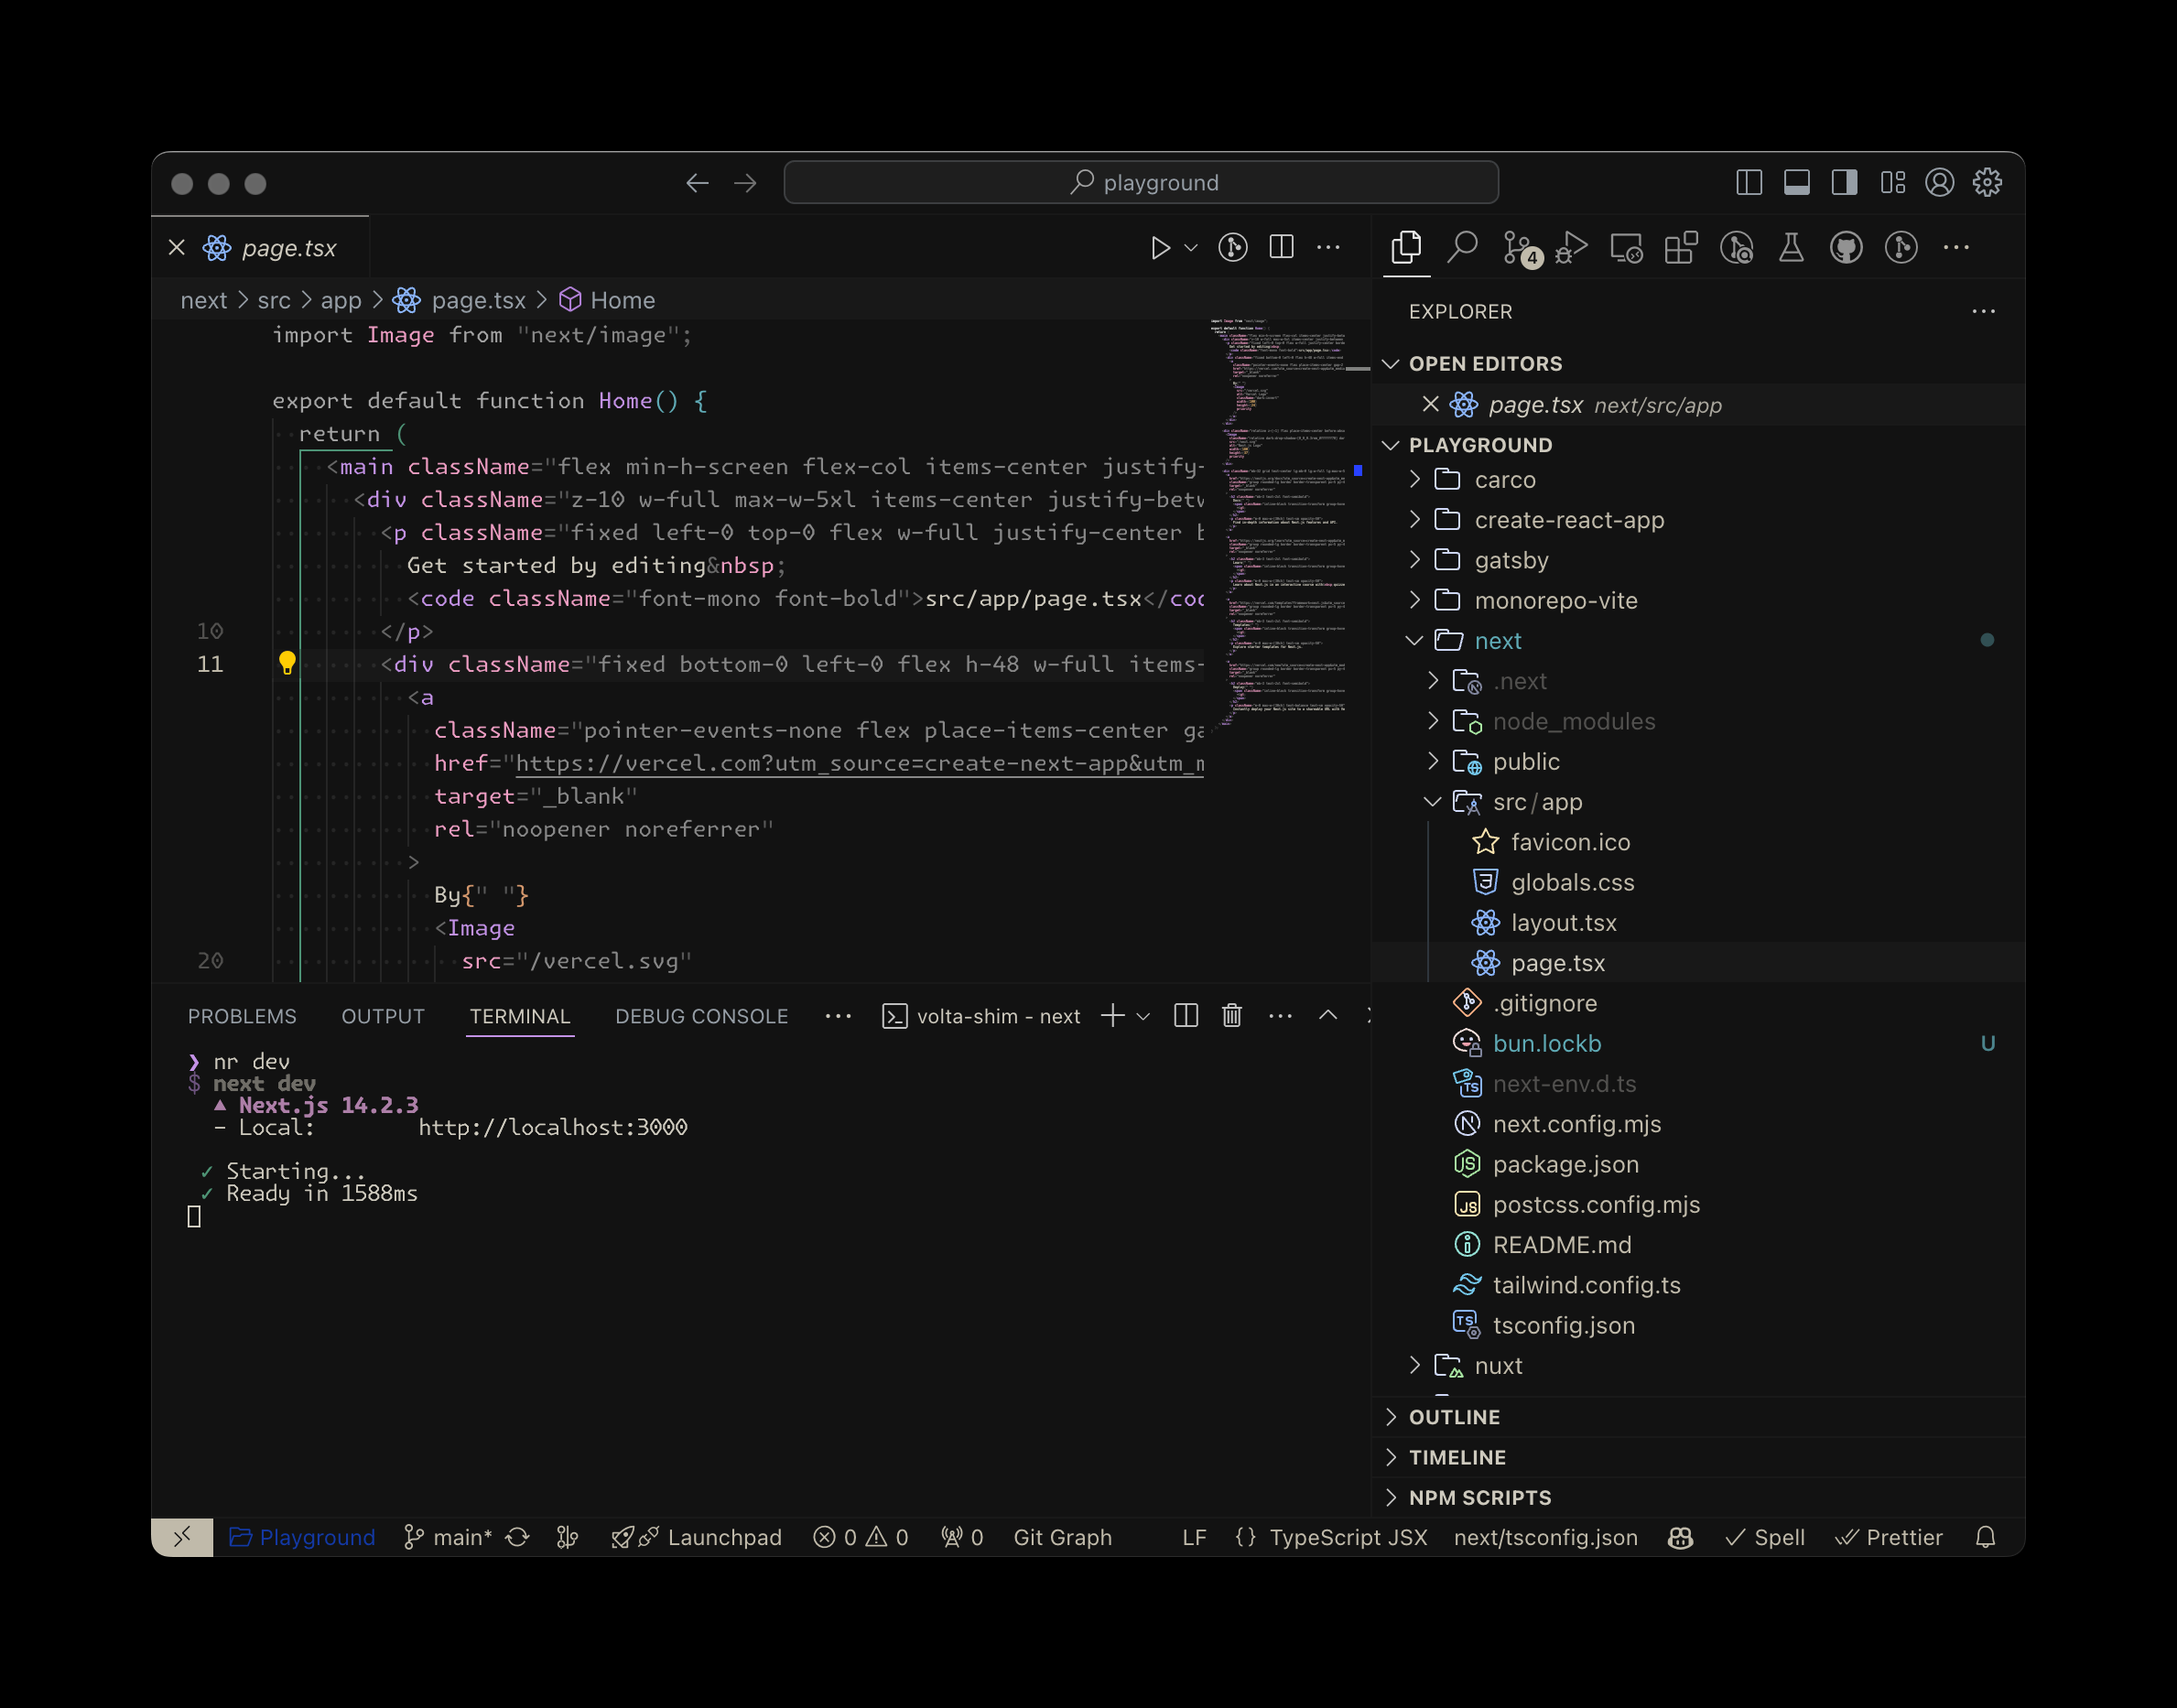 playground
page.tsx
4
next > src > app > page.tsx > Home
import Image from "next/image";
export default function Home() {
return (
<main className="flex min-h-screen flex-col items-center justify-
<div className="z-10 w-full max-w-5xl items-center justify-betw
<p className="fixed left-0 top-0 flex w-full justify-center b
Get started by editing&nbsp;
<code className="font-mono font-bold">src/app/page.tsx</cod
10 </p>
11 <div className="fixed bottom-0 left-0 flex h-48 w-full items-
<a
className="pointer-events-none flex place-items-center ga
href="https://vercel.com?utm_source=create-next-app&utm_m
target="_blank"
rel="noopener noreferrer"
>
By{" "}
<Image
20 src="/vercel.svg"
PROBLEMS OUTPUT TERMINAL DEBUG CONSOLE ··· volta-shim - next
❯ nr dev
$ next dev
▲ Next.js 14.2.3
- Local: http://localhost:3000
✓ Starting...
✓ Ready in 1588ms
EXPLORER
OPEN EDITORS
page.tsx next/src/app
PLAYGROUND
carco
create-react-app
gatsby
monorepo-vite
next
.next
node_modules
public
src/app
favicon.ico
globals.css
layout.tsx
page.tsx
.gitignore
bun.lockb U
next-env.d.ts
next.config.mjs
package.json
postcss.config.mjs
README.md
tailwind.config.ts
tsconfig.json
nuxt
OUTLINE
TIMELINE
NPM SCRIPTS
Playground main* Launchpad 0 0 0 Git Graph LF {} TypeScript JSX next/tsconfig.json Spell Prettier